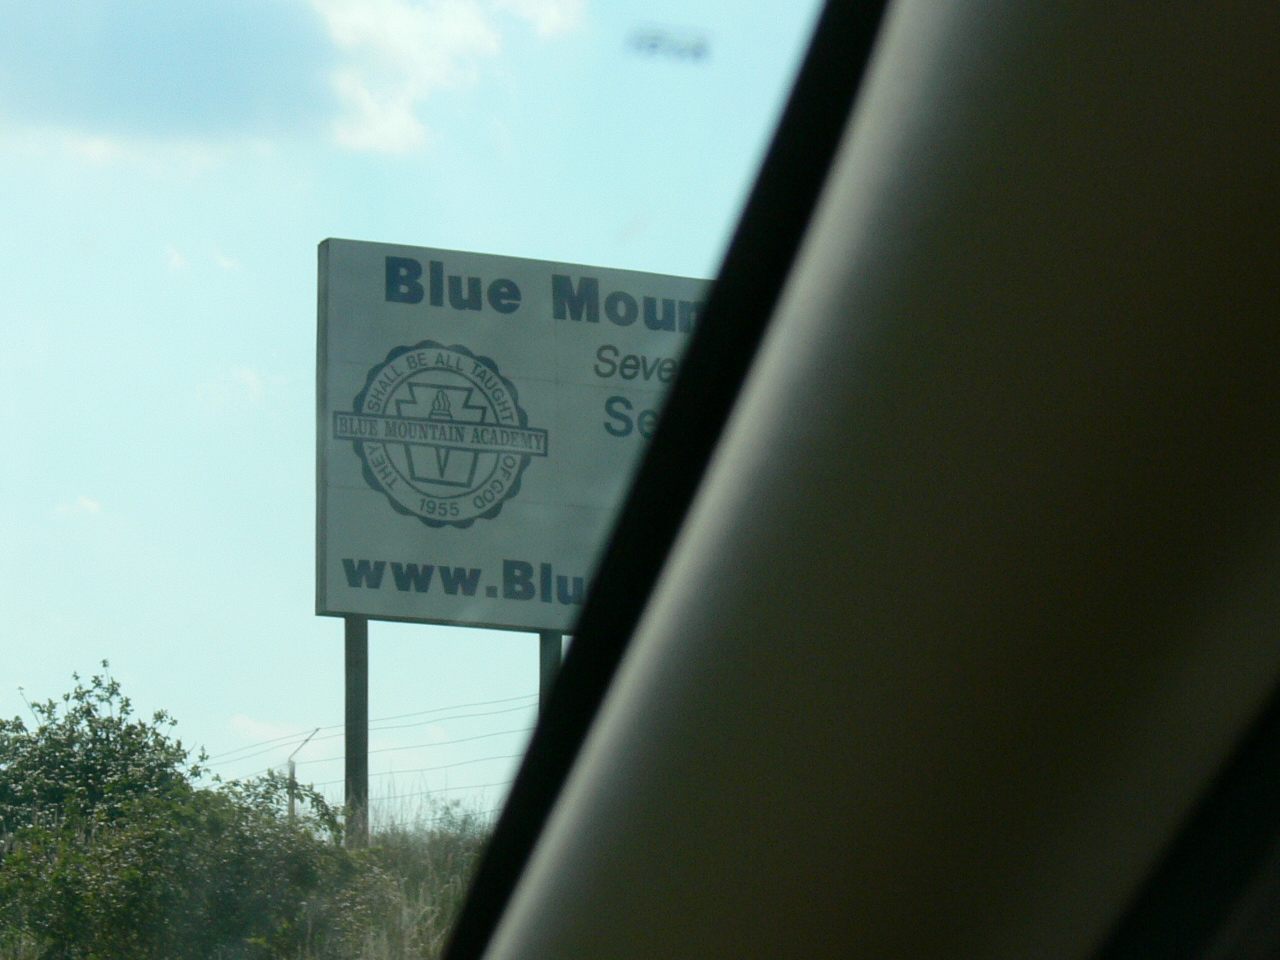 Blue Moun
Seve
Se
THEY SHALL BE ALL TAUGHT OF GOD
BLUE MOUNTAIN ACADEMY
1955
www.Blu